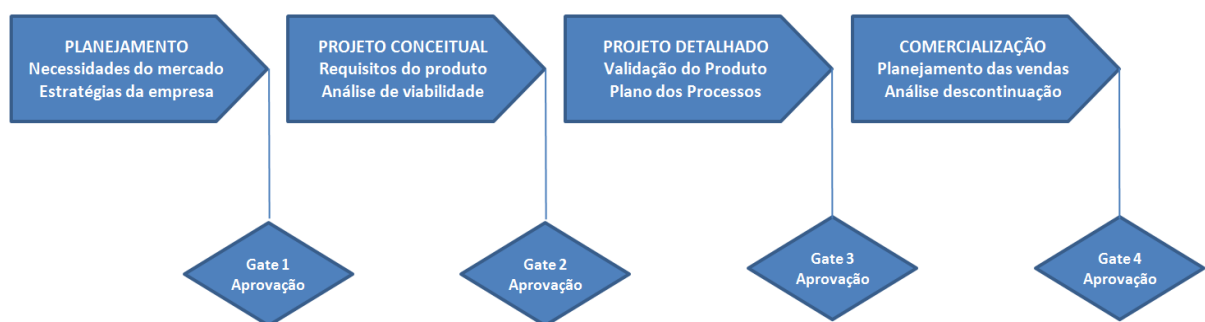 PLANEJAMENTO
Necessidades do mercado
Estratégias da empresa
PROJETO CONCEITUAL
Requisitos do produto
Análise de viabilidade
PROJETO DETALHADO
Validação do Produto
Plano dos Processos
COMERCIALIZAÇÃO
Planejamento das vendas
Análise descontinuação
Gate 1
Aprovação
Gate 2
Aprovação
Gate 3
Aprovação
Gate 4
Aprovação